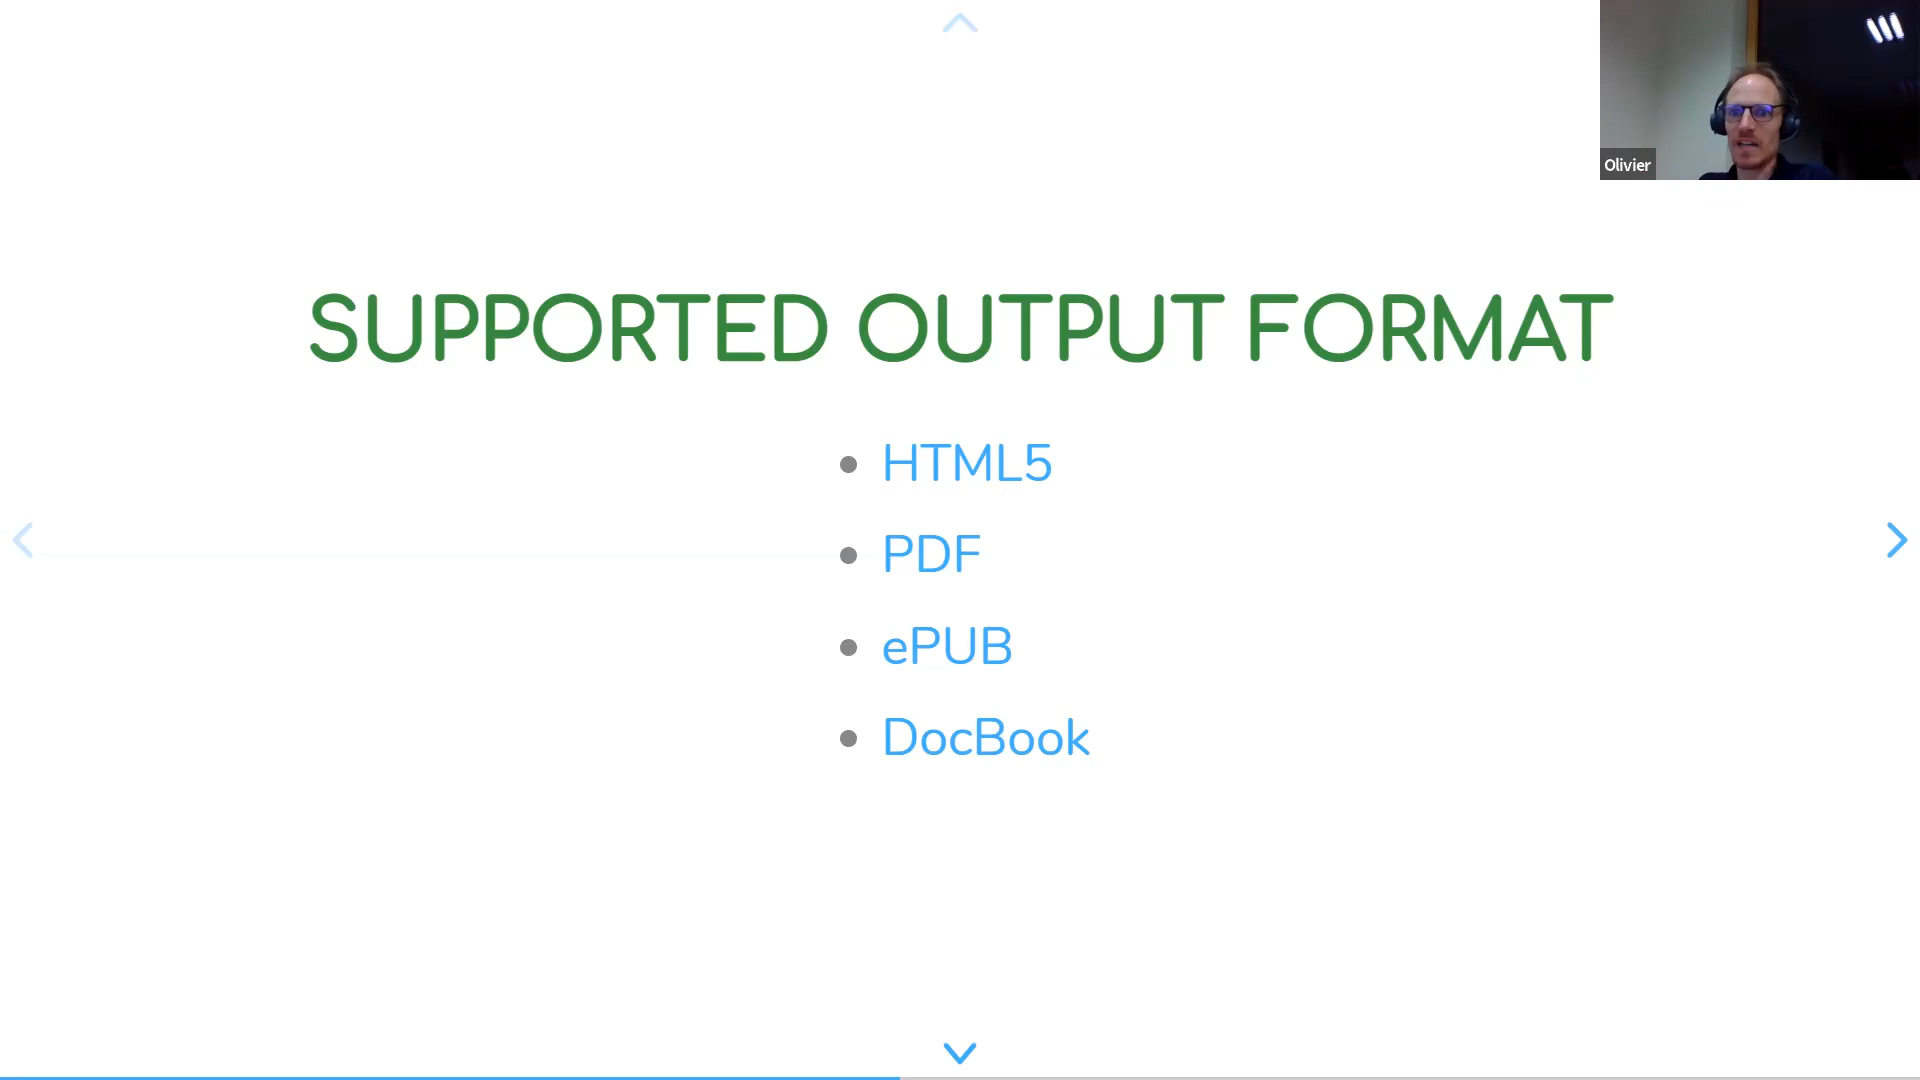 Olivier
SUPPORTED OUTPUT FORMAT
HTML5
PDF
ePUB
DocBook